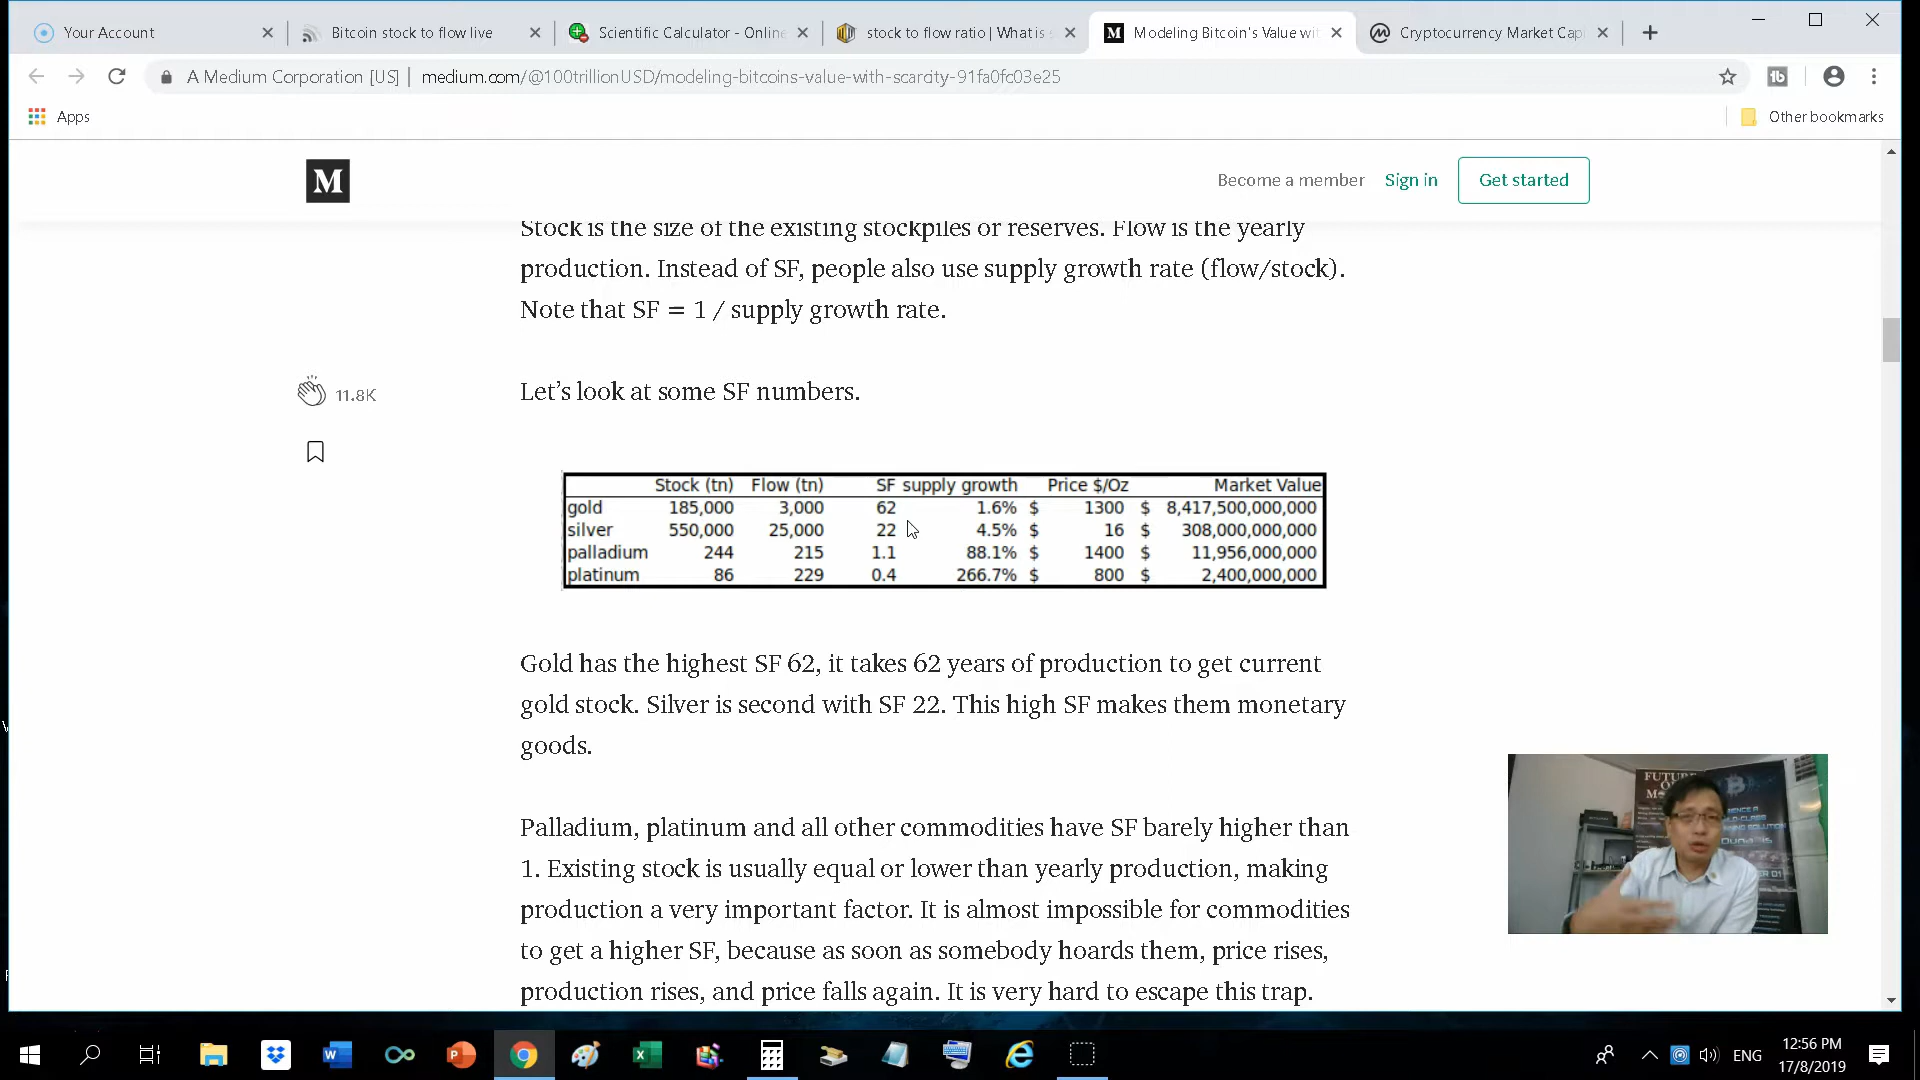 Your Account
Bitcoin stock to flow live
Scientific Calculator - Online
stock to flow ratio | What is
M Modeling Bitcoin's Value wit
Cryptocurrency Market Cap
A Medium Corporation [US] | medium.com/@100trillionUSD/modeling-bitcoins-value-with-scarcity-91fa0fc03e25
Apps
Other bookmarks
M
Become a member Sign in Get started
Stock is the size of the existing stockpiles or reserves. Flow is the yearly
production. Instead of SF, people also use supply growth rate (flow/stock).
Note that SF = 1 / supply growth rate.
11.8K
Let’s look at some SF numbers.
Stock (tn) Flow (tn) SF supply growth Price $/Oz Market Value
gold 185,000 3,000 62 1.6% $ 1300 $ 8,417,500,000,000
silver 550,000 25,000 22 4.5% $ 16 $ 308,000,000,000
palladium 244 215 1.1 88.1% $ 1400 $ 11,956,000,000
platinum 86 229 0.4 266.7% $ 800 $ 2,400,000,000
Gold has the highest SF 62, it takes 62 years of production to get current
gold stock. Silver is second with SF 22. This high SF makes them monetary
goods.
Palladium, platinum and all other commodities have SF barely higher than
1. Existing stock is usually equal or lower than yearly production, making
production a very important factor. It is almost impossible for commodities
to get a higher SF, because as soon as somebody hoards them, price rises,
production rises, and price falls again. It is very hard to escape this trap.
FUTURE
OF
ENG
12:56 PM
17/8/2019